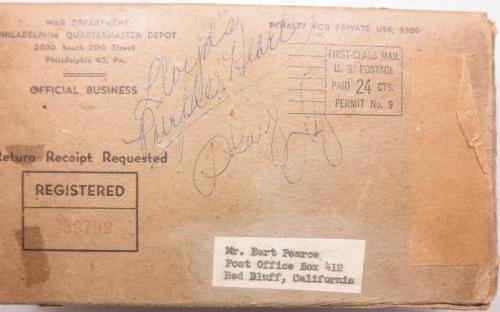 WAR DEPARTMENT
PHILADELPHIA QUARTERMASTER DEPOT
2800 South 20th Street
Philadelphia 45, Pa.
OFFICIAL BUSINESS
PENALTY FOR PRIVATE USE, $300
FIRST-CLASS MAIL
U. S. POSTAGE
PAID 24 CTS.
PERMIT No. 9
Lloyds
Purple Heart
Return Receipt Requested
REGISTERED
Mr. Bert Pearce
Post Office Box 412
Red Bluff, California